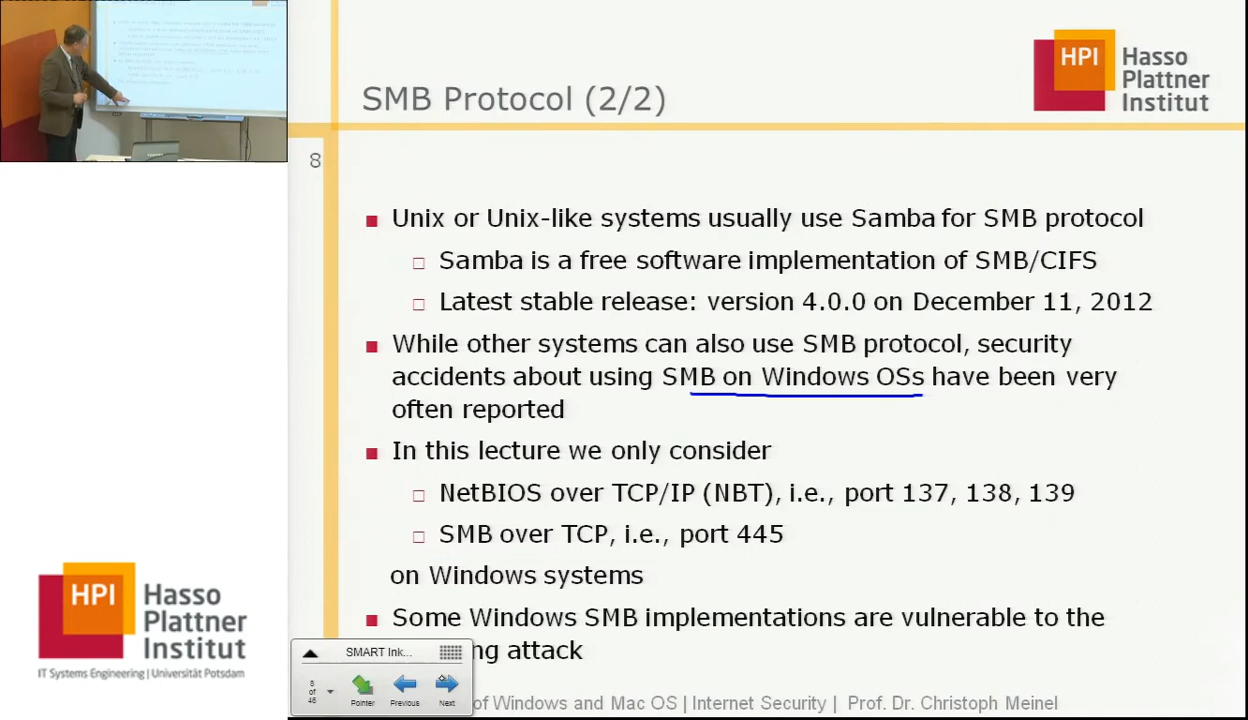 SMB Protocol (2/2)
HPI Hasso
Plattner
Institut
8
Unix or Unix-like systems usually use Samba for SMB protocol
Samba is a free software implementation of SMB/CIFS
Latest stable release: version 4.0.0 on December 11, 2012
While other systems can also use SMB protocol, security
accidents about using SMB on Windows OSs have been very
often reported
In this lecture we only consider
NetBIOS over TCP/IP (NBT), i.e., port 137, 138, 139
SMB over TCP, i.e., port 445
on Windows systems
Some Windows SMB implementations are vulnerable to the
ng attack
HPI Hasso
Plattner
Institut
IT Systems Engineering | Universität Potsdam
SMART Ink...
8
of
46
Pointer
Previous
Next
of Windows and Mac OS | Internet Security | Prof. Dr. Christoph Meinel